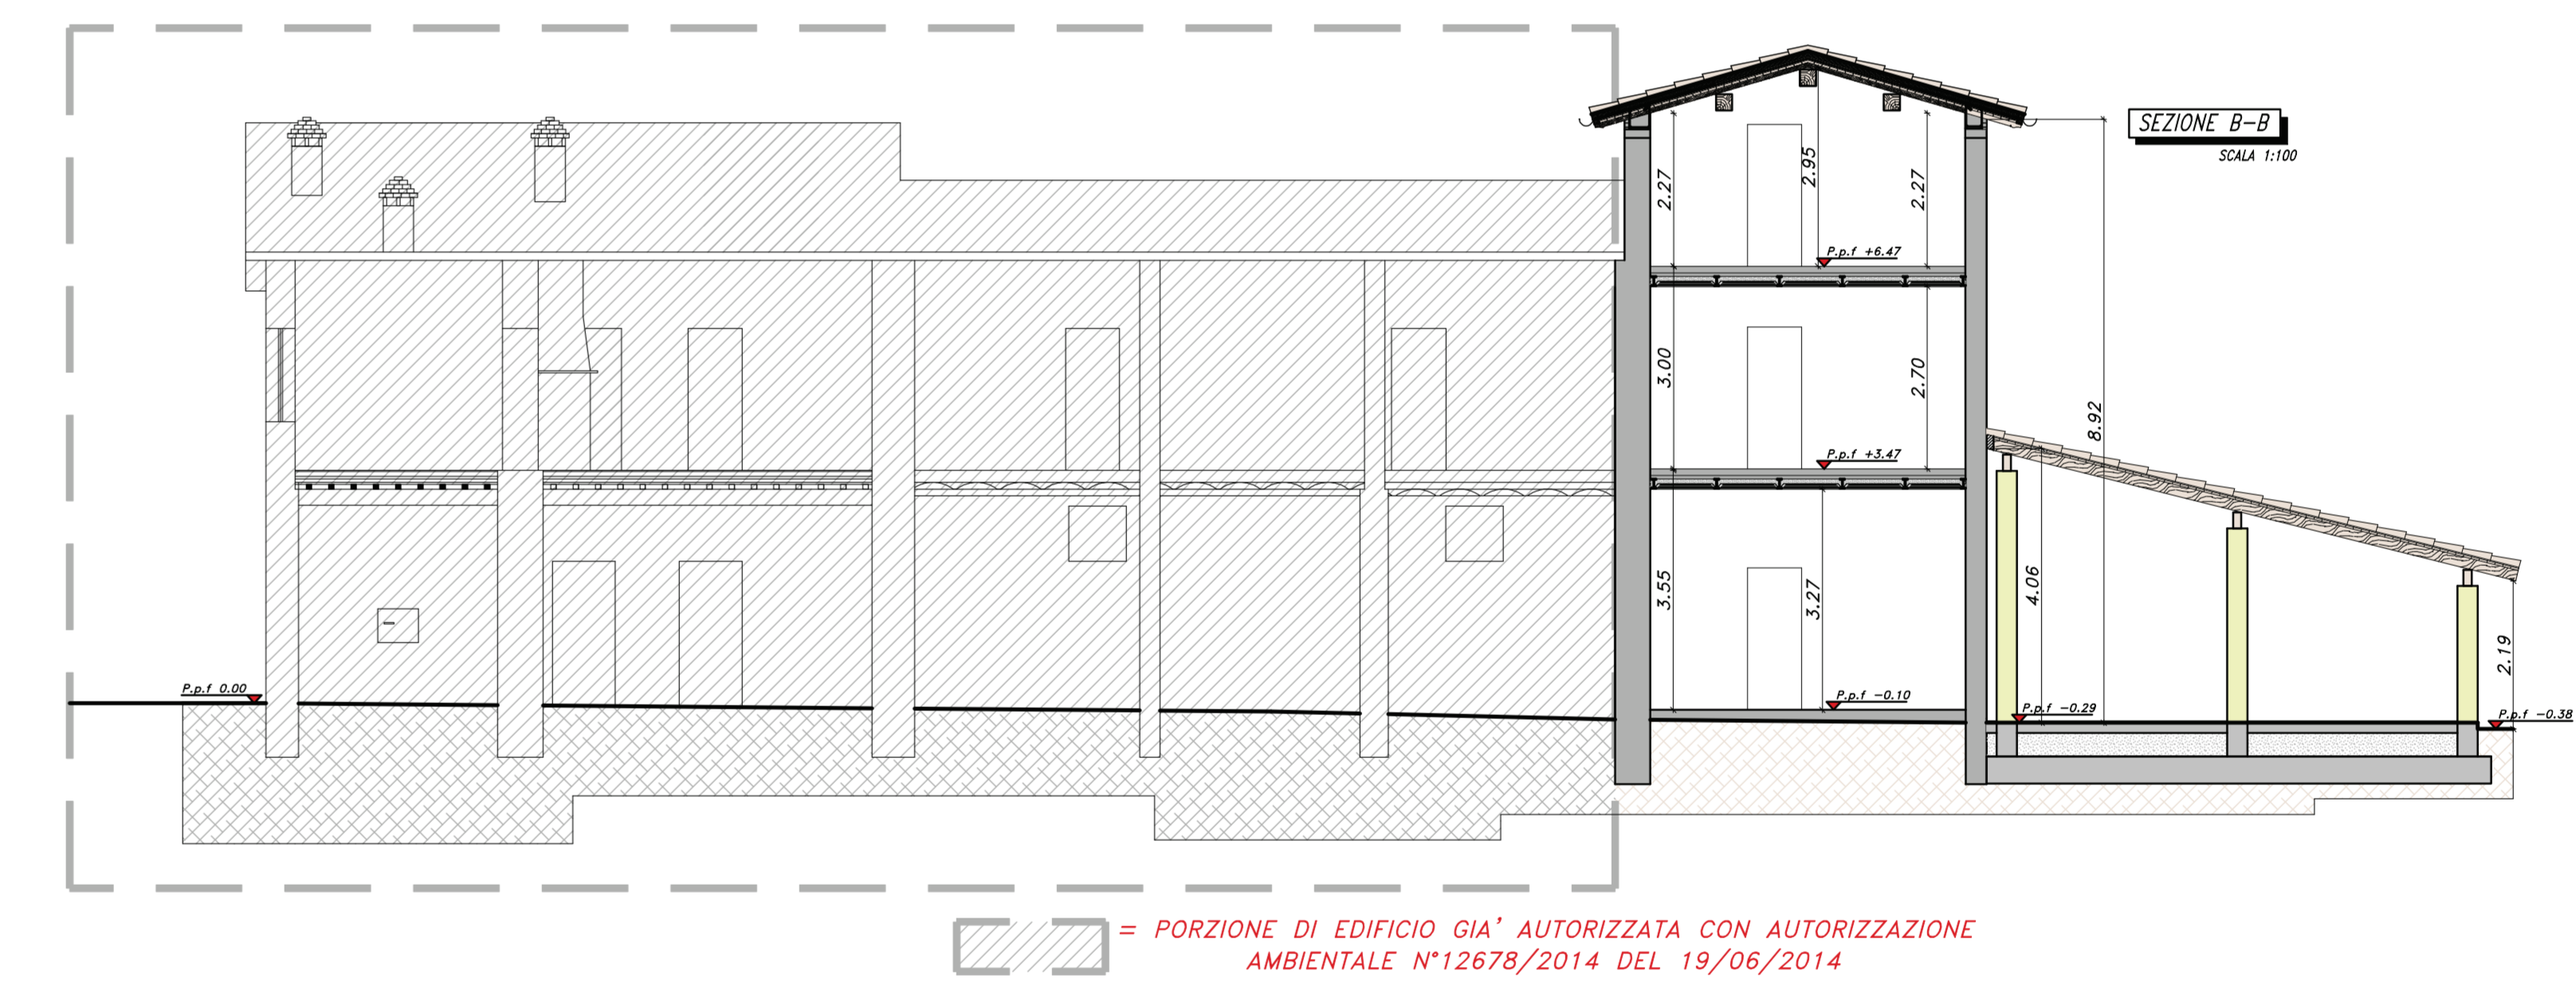 SEZIONE B-B
SCALA 1:100
2.27
2.95
2.27
P.p.f +6.47
3.00
2.70
8.92
P.p.f +3.47
3.55
3.27
4.06
2.19
P.p.f 0.00
P.p.f -0.10
P.p.f -0.29
P.p.f -0.38
= PORZIONE DI EDIFICIO GIA' AUTORIZZATA CON AUTORIZZAZIONE
AMBIENTALE N°12678/2014 DEL 19/06/2014